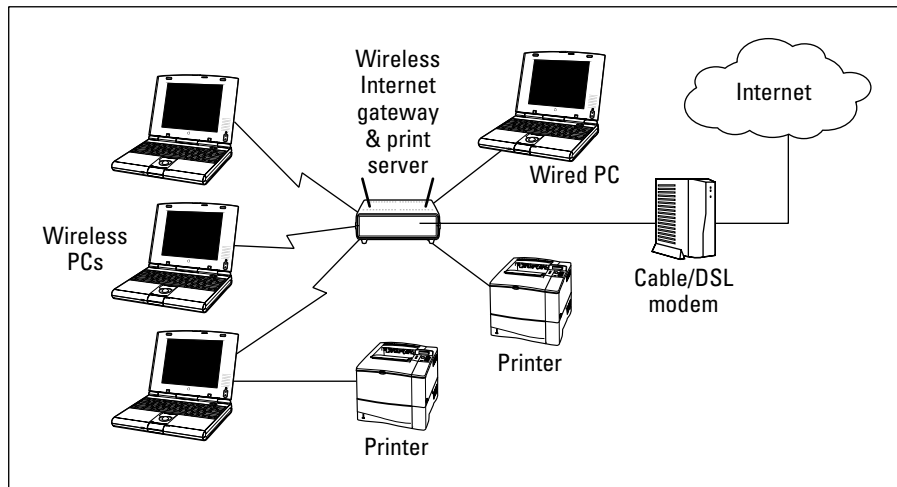 Wireless
Internet
gateway
& print
server
Internet
Wired PC
Wireless
PCs
Cable/DSL
modem
Printer
Printer